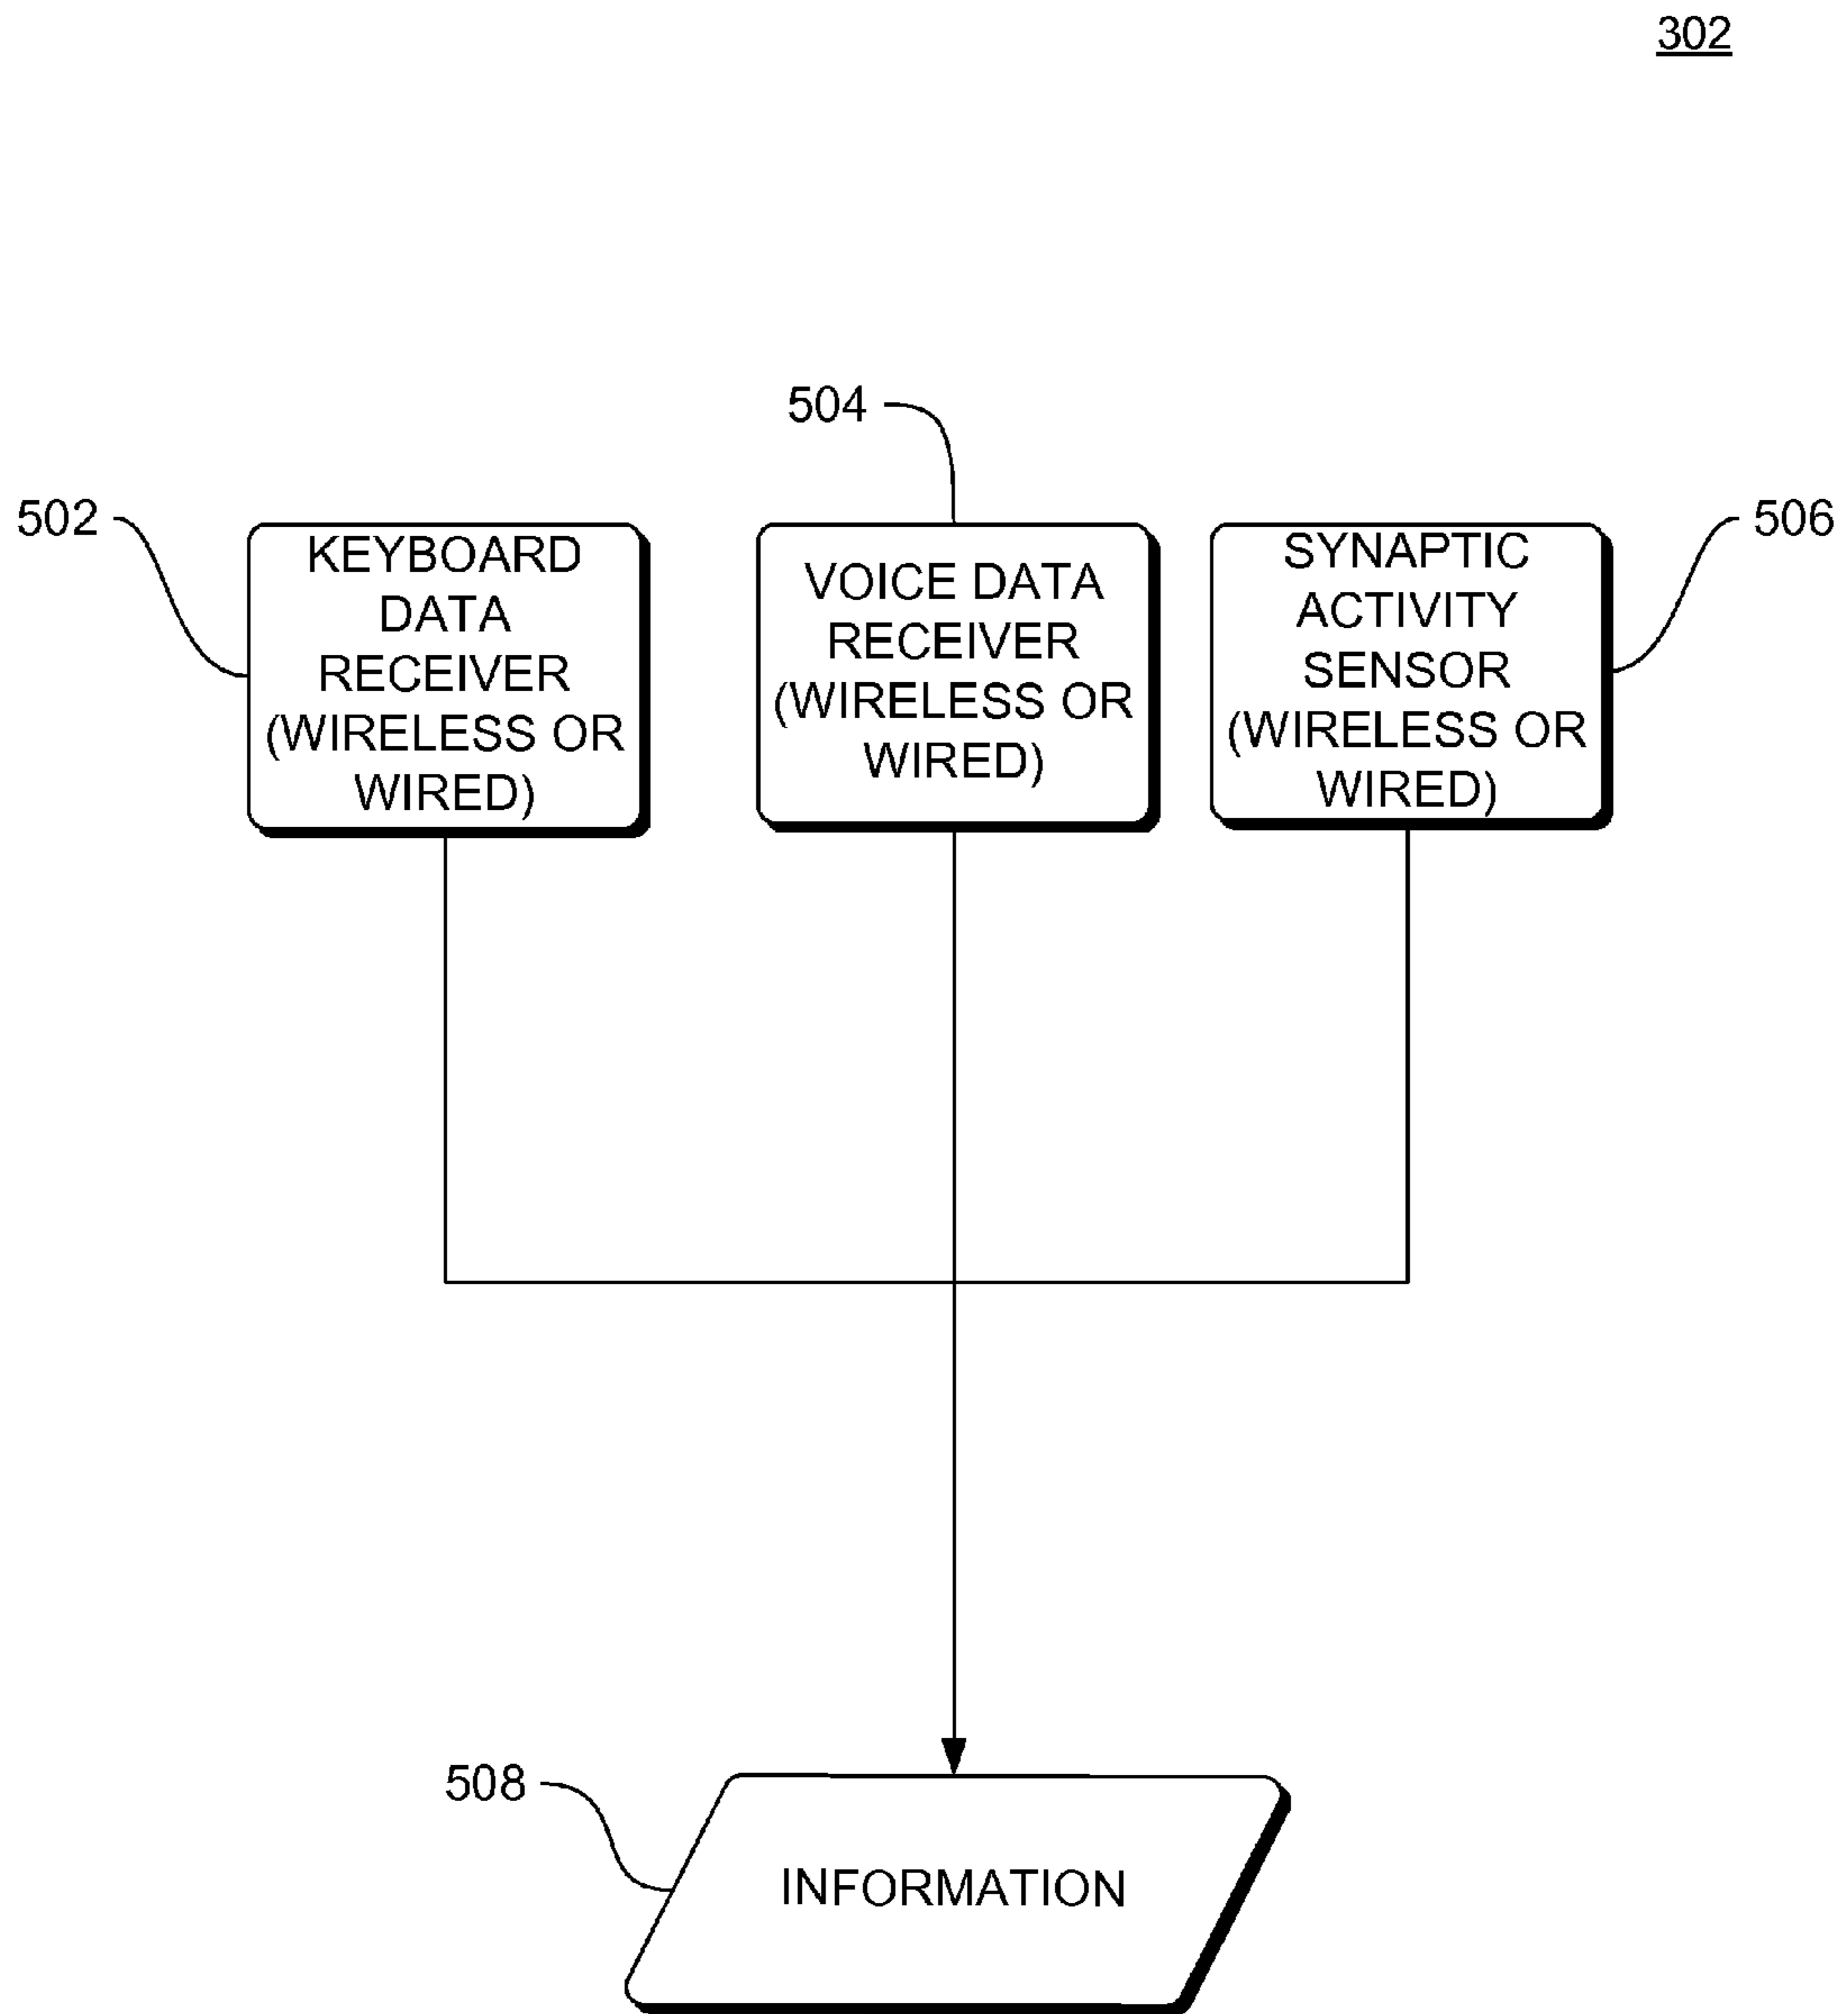 302
504
502
506
KEYBOARD
DATA
RECEIVER
(WIRELESS OR
WIRED)
VOICE DATA
RECEIVER
(WIRELESS OR
WIRED)
SYNAPTIC
ACTIVITY
SENSOR
(WIRELESS OR
WIRED)
508
INFORMATION